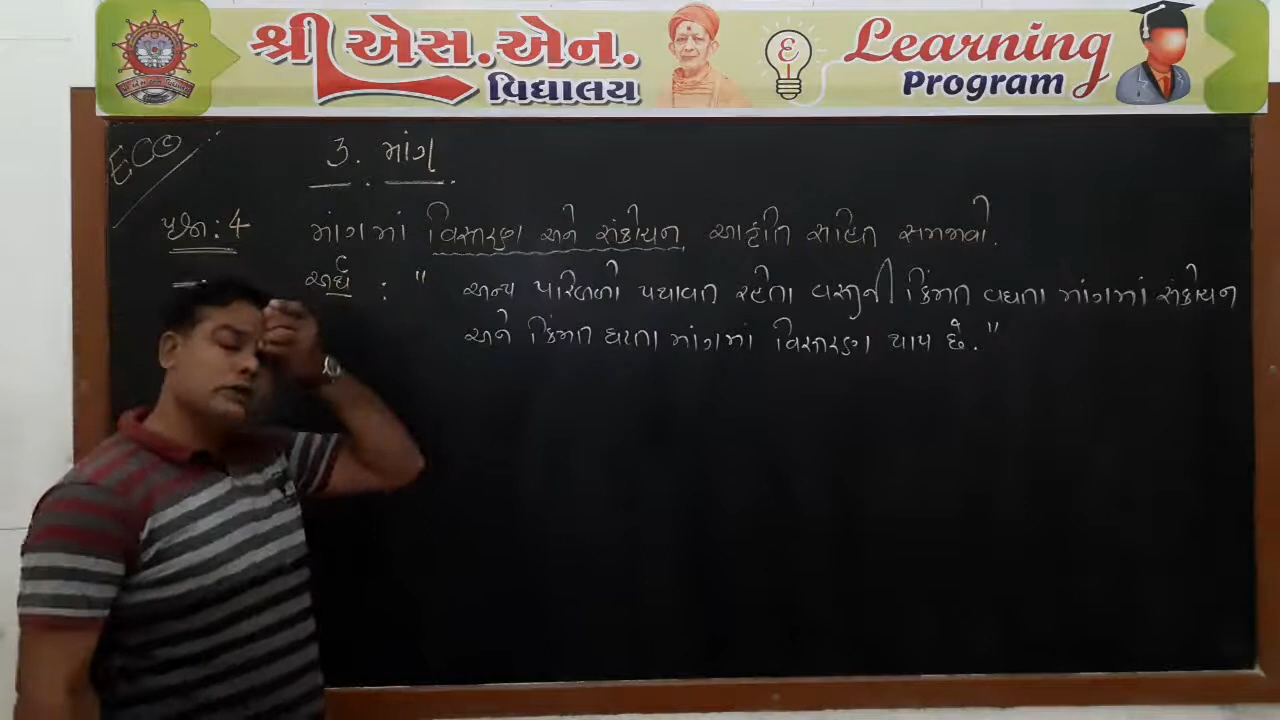 શ્રી એસ.એન.
વિદ્યાલય
Learning
Program
ECO
3. માંગ
પ્રશ્ન : 4 માંગમાં વિસ્તરણ અને સંકોચન આકૃતિ સહિત સમજાવો.
અર્થ : " અન્ય પરિબળો યથાવત રહેતા વસ્તુની કિંમત વધતા માંગમાં સંકોચન
અને કિંમત ઘટતા માંગમાં વિસ્તરણ થાય છે. "